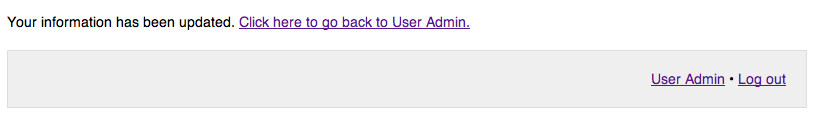 Your information has been updated. Click here to go back to User Admin.
User Admin • Log out